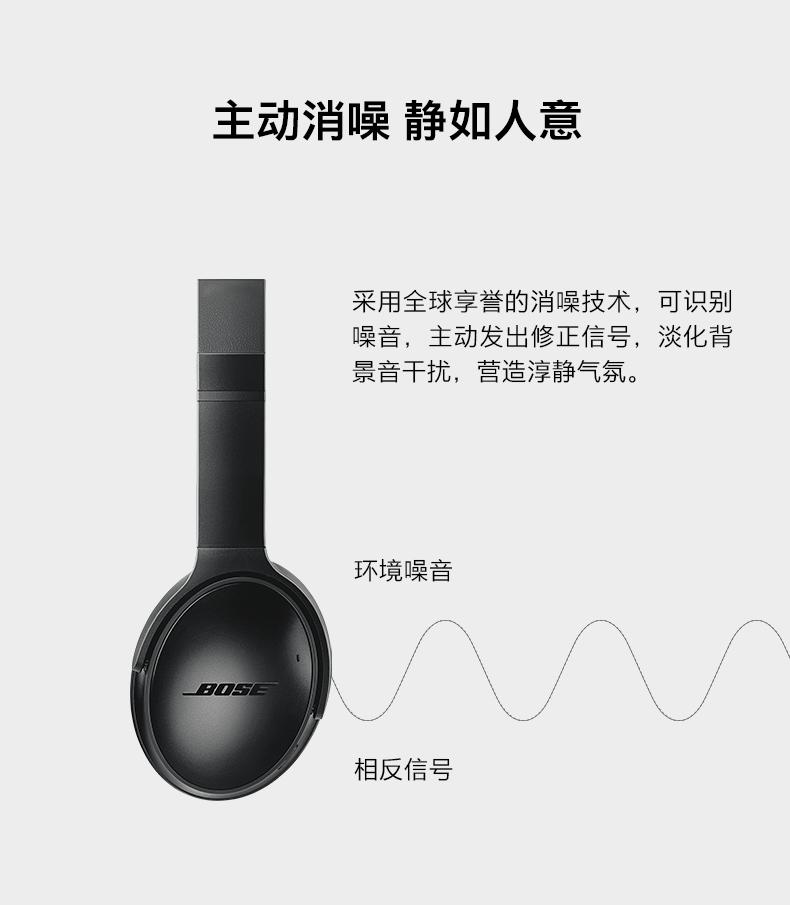 主动消噪 静如人意
采用全球享誉的消噪技术，可识别
噪音，主动发出修正信号，淡化背
景音干扰，营造淳静气氛。
环境噪音
BOSE
相反信号